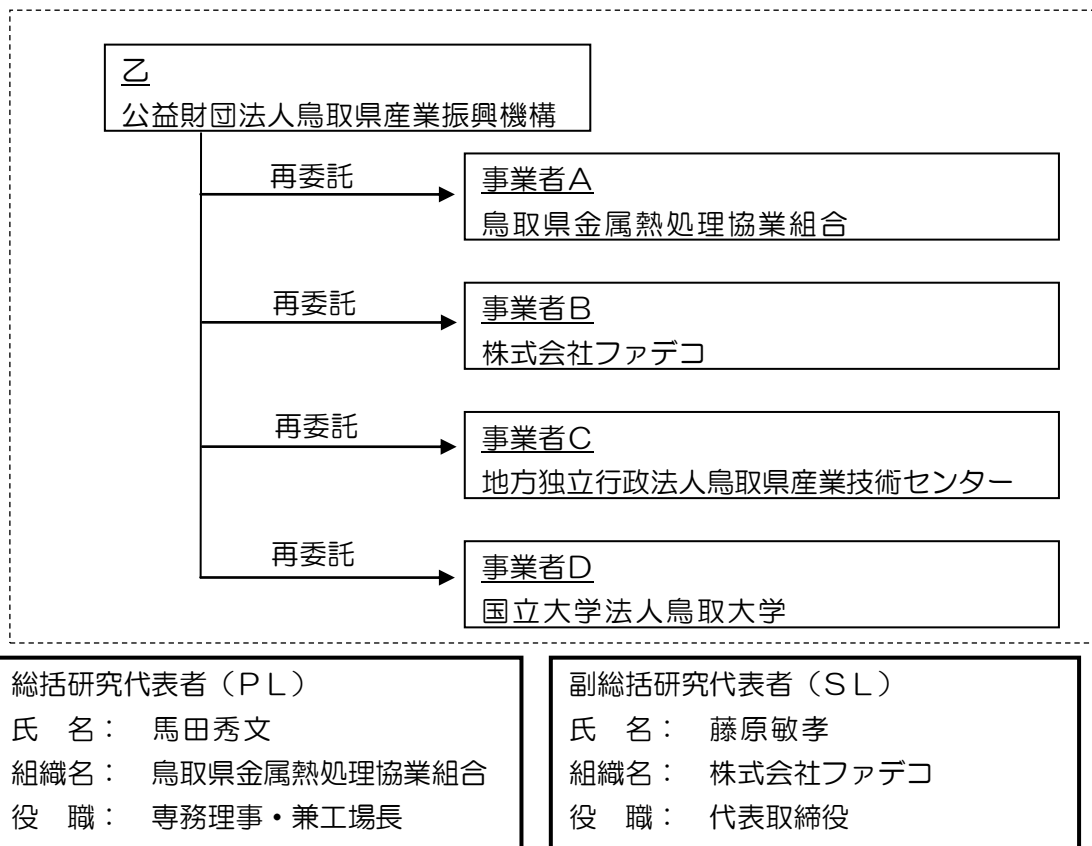 乙
公益財団法人鳥取県産業振興機構
再委託
事業者A
鳥取県金属熱処理協業組合
再委託
事業者B
株式会社ファデコ
再委託
事業者C
地方独立行政法人鳥取県産業技術センター
再委託
事業者D
国立大学法人鳥取大学
総括研究代表者（PL）
氏　名：　馬田秀文
組織名：　鳥取県金属熱処理協業組合
役　職：　専務理事・兼工場長
副総括研究代表者（SL）
氏　名：　藤原敏孝
組織名：　株式会社ファデコ
役　職：　代表取締役